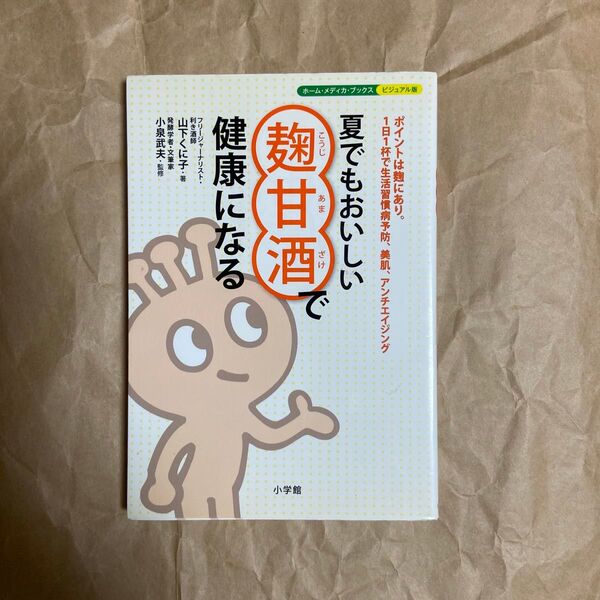 ホーム・メディカ・ブックス ビジュアル版
ポイントは麹にあり。
1日1杯で生活習慣病予防、美肌、アンチエイジング
夏でもおいしい
麹甘酒で
こうじ あま ざけ
健康になる
フリージャーナリスト・
利き酒師
山下くに子・著
発酵学者・文筆家
小泉武夫・監修
小学館